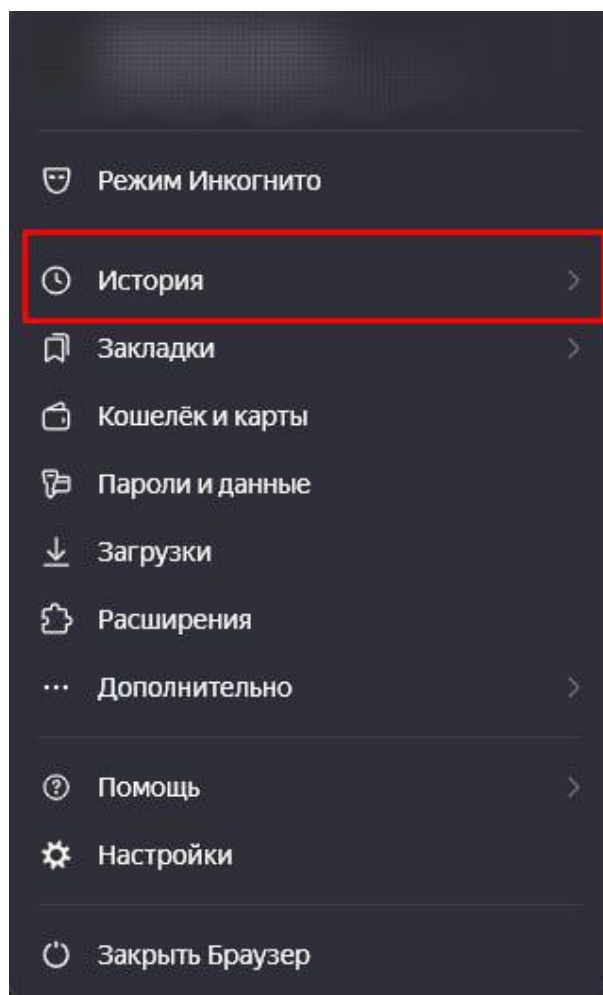 Режим Инкогнито
История
Закладки
Кошелёк и карты
Пароли и данные
Загрузки
Расширения
Дополнительно
Помощь
Настройки
Закрыть Браузер